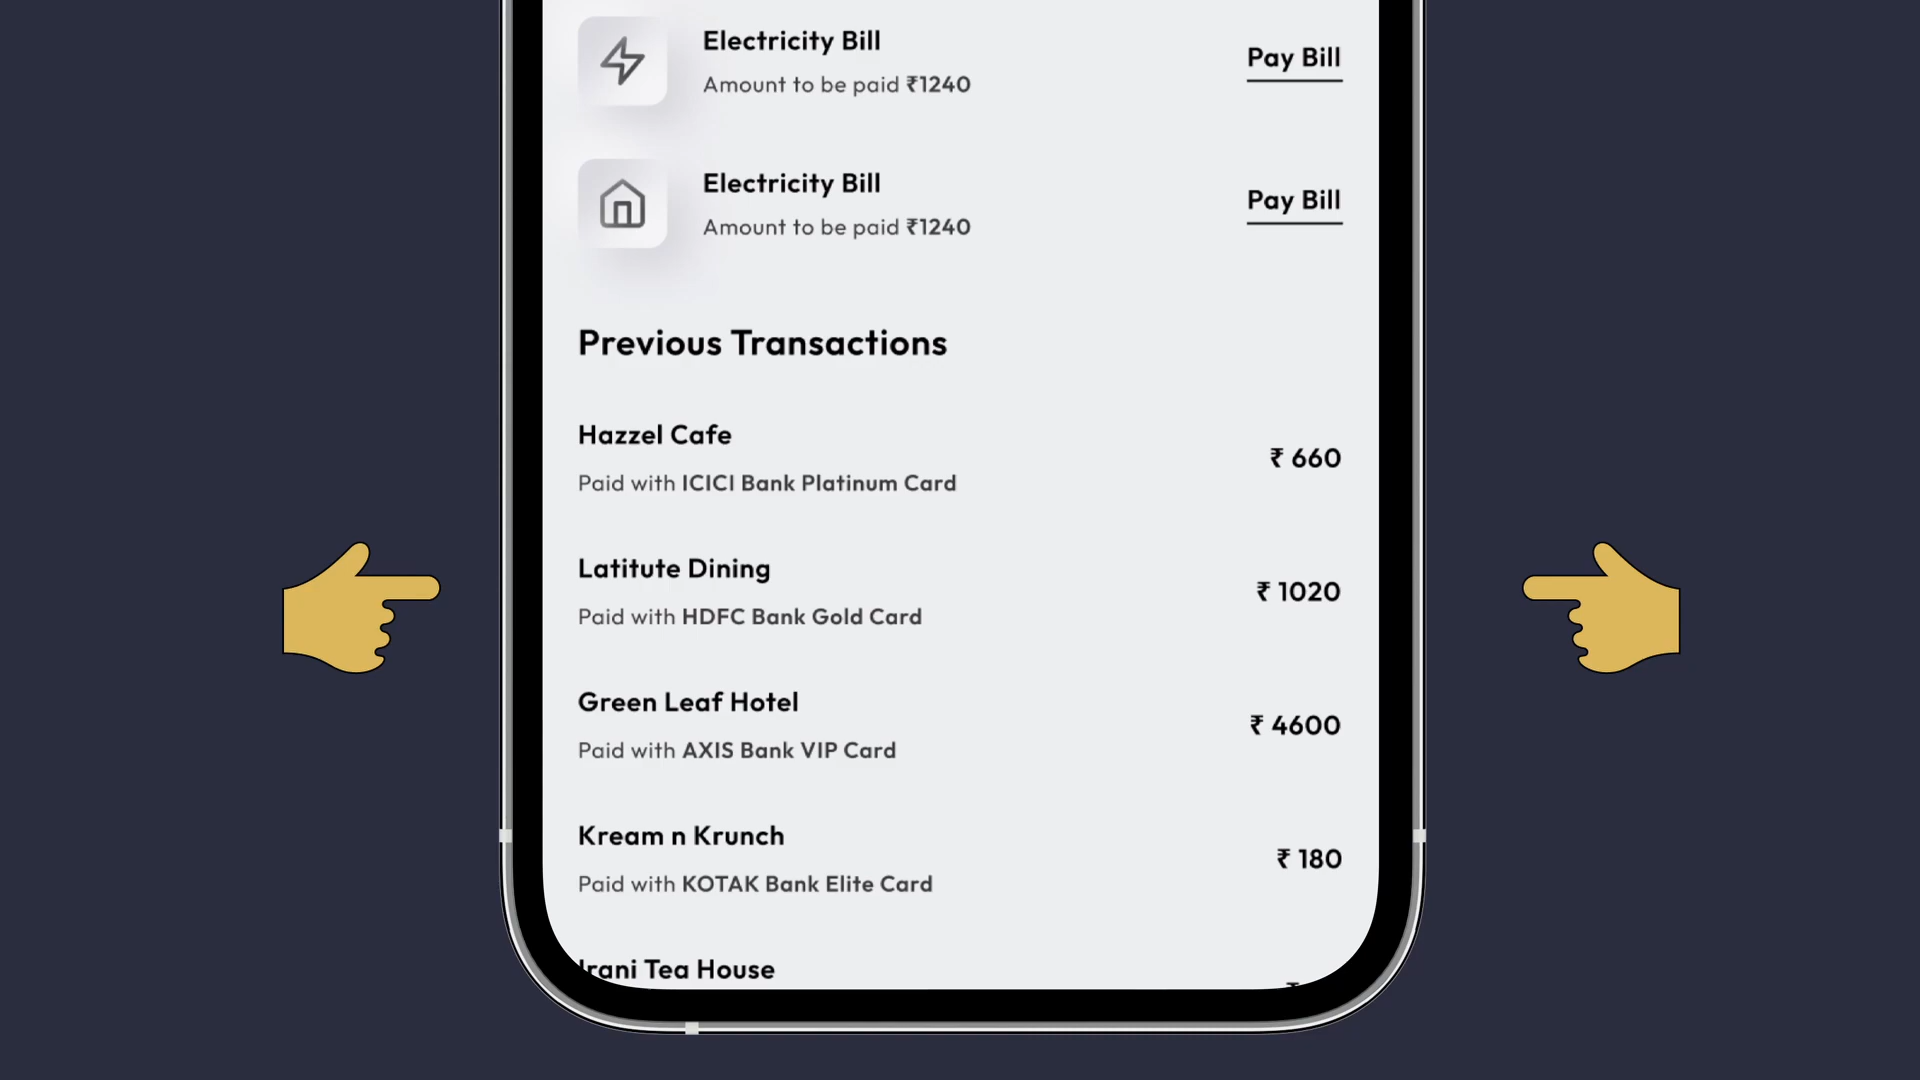 Electricity Bill
Amount to be paid ₹1240
Pay Bill
Electricity Bill
Amount to be paid ₹1240
Pay Bill
Previous Transactions
Hazzel Cafe
Paid with ICICI Bank Platinum Card
₹ 660
Latitute Dining
Paid with HDFC Bank Gold Card
₹ 1020
Green Leaf Hotel
Paid with AXIS Bank VIP Card
₹ 4600
Kream n Krunch
Paid with KOTAK Bank Elite Card
₹ 180
Irani Tea House